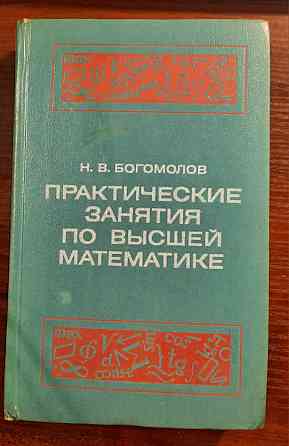 Н. В. БОГОМОЛОВ
ПРАКТИЧЕСКИЕ
ЗАНЯТИЯ
ПО ВЫСШЕЙ
МАТЕМАТИКЕ